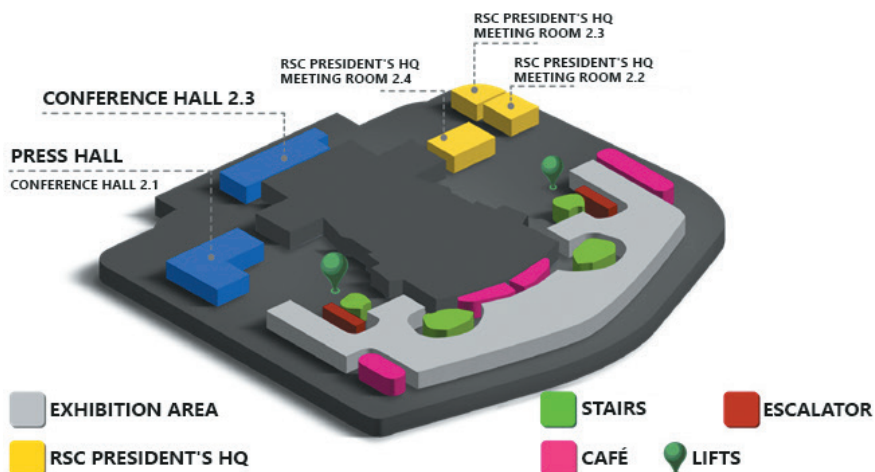 RSC PRESIDENT'S HQ
MEETING ROOM 2.3
RSC PRESIDENT'S HQ
MEETING ROOM 2.4
RSC PRESIDENT'S HQ
MEETING ROOM 2.2
CONFERENCE HALL 2.3
PRESS HALL
CONFERENCE HALL 2.1
EXHIBITION AREA
STAIRS
ESCALATOR
RSC PRESIDENT'S HQ
CAFÉ
LIFTS